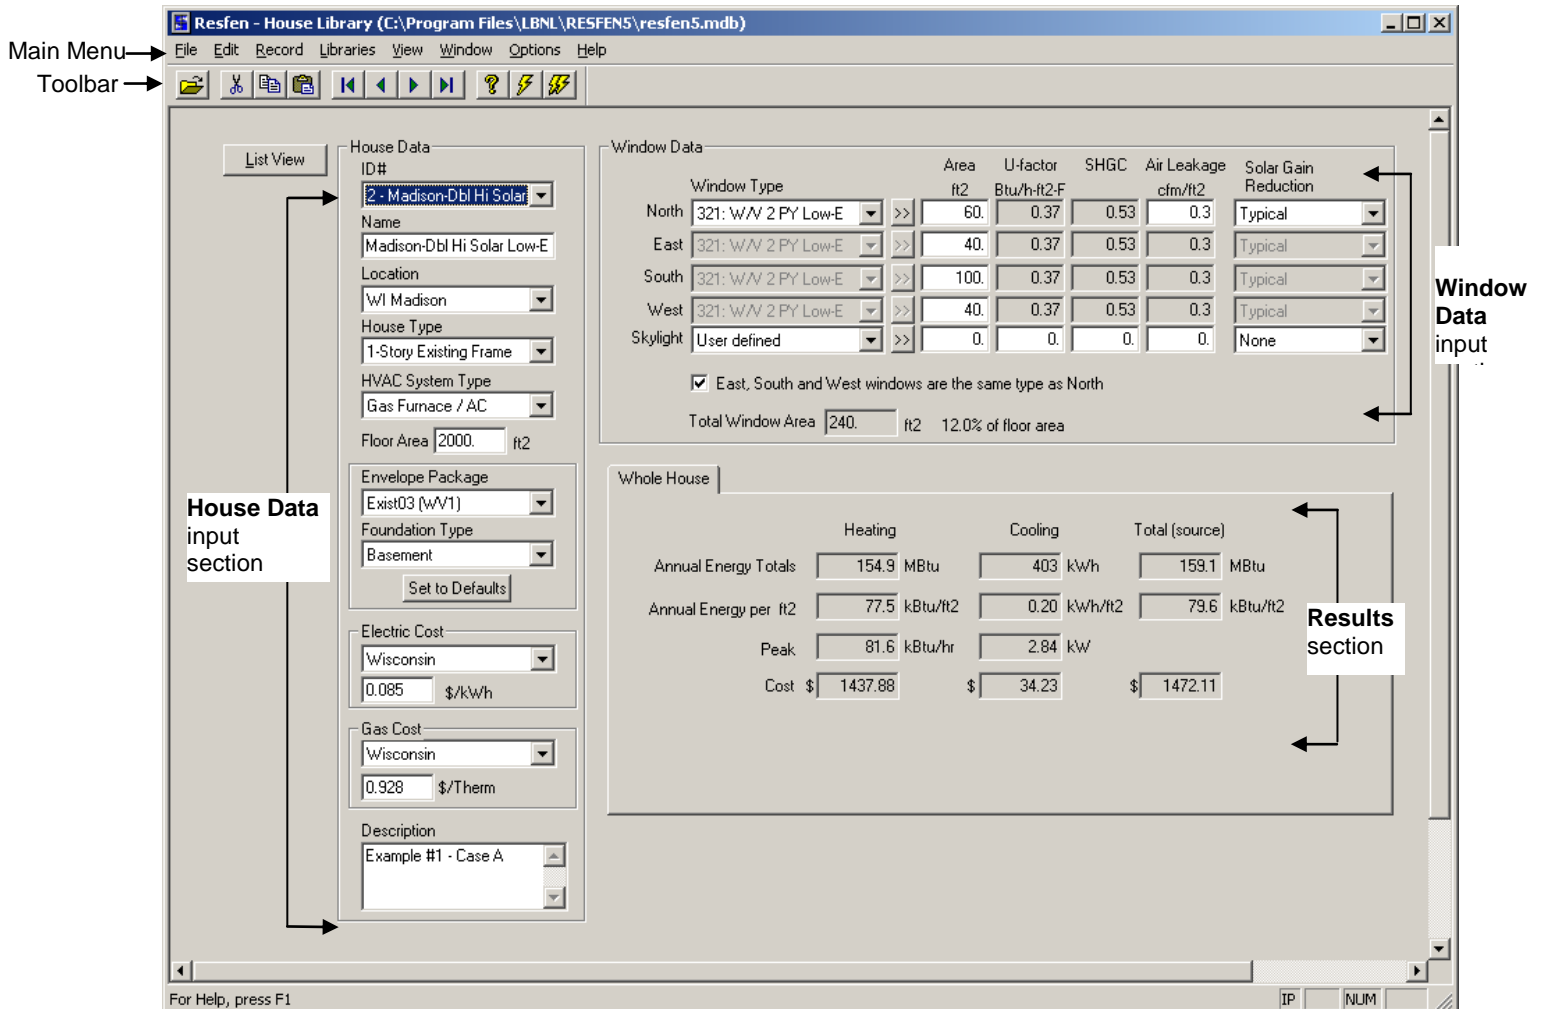 Resfen - House Library (C:\Program Files\LBNL\RESFEN5\resfen5.mdb)
Main Menu
File Edit Record Libraries View Window Options Help
Toolbar
List View
House Data
ID#
2 - Madison-Dbl Hi Solar
Name
Madison-Dbl Hi Solar Low-E
Location
WI Madison
House Type
1-Story Existing Frame
HVAC System Type
Gas Furnace / AC
Floor Area 2000. ft2
Envelope Package
Exist03 (WV1)
Foundation Type
Basement
Set to Defaults
Electric Cost
Wisconsin
0.085 $/kWh
Gas Cost
Wisconsin
0.928 $/Therm
Description
Example #1 - Case A
House Data
input
section
Window Data
Window Type Area ft2 U-factor Btu/h-ft2-F SHGC Air Leakage cfm/ft2 Solar Gain Reduction
North 321: W/V 2 PY Low-E >> 60. 0.37 0.53 0.3 Typical
East 321: W/V 2 PY Low-E >> 40. 0.37 0.53 0.3 Typical
South 321: W/V 2 PY Low-E >> 100. 0.37 0.53 0.3 Typical
West 321: W/V 2 PY Low-E >> 40. 0.37 0.53 0.3 Typical
Skylight User defined >> 0. 0. 0. 0. None
East, South and West windows are the same type as North
Total Window Area 240. ft2 12.0% of floor area
Window
Data
input
Whole House
Heating Cooling Total (source)
Annual Energy Totals 154.9 MBtu 403 kWh 159.1 MBtu
Annual Energy per ft2 77.5 kBtu/ft2 0.20 kWh/ft2 79.6 kBtu/ft2
Peak 81.6 kBtu/hr 2.84 kW
Cost $ 1437.88 $ 34.23 $ 1472.11
Results
section
For Help, press F1
IP NUM